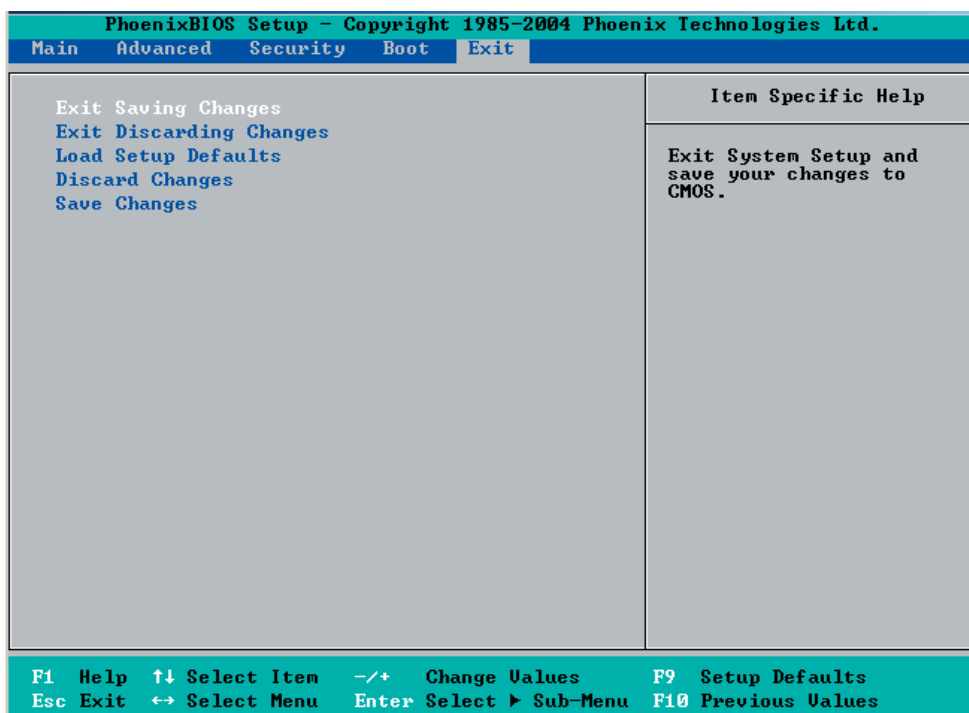 PhoenixBIOS Setup - Copyright 1985-2004 Phoenix Technologies Ltd.
Main Advanced Security Boot Exit
Exit Saving Changes
Exit Discarding Changes
Load Setup Defaults
Discard Changes
Save Changes
Item Specific Help
Exit System Setup and
save your changes to
CMOS.
F1 Help ↑↓ Select Item -/+ Change Values F9 Setup Defaults
Esc Exit ↔ Select Menu Enter Select ▶ Sub-Menu F10 Previous Values